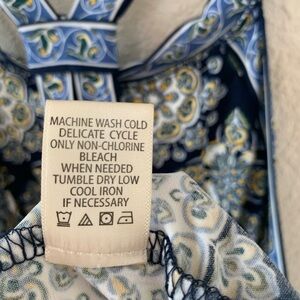 MACHINE WASH COLD
DELICATE CYCLE
ONLY NON-CHLORINE
BLEACH
WHEN NEEDED
TUMBLE DRY LOW
COOL IRON
IF NECESSARY